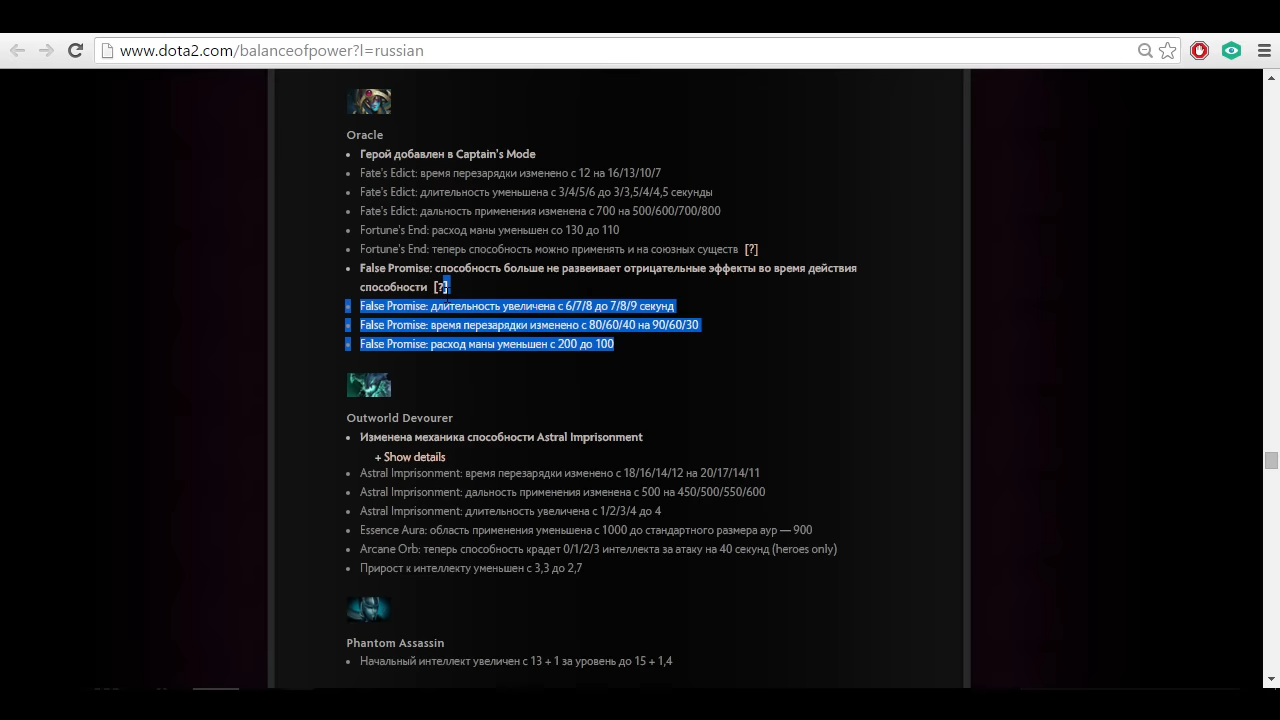 www.dota2.com/balanceofpower?l=russian
Oracle
• Герой добавлен в Captain's Mode
• Fate's Edict: время перезарядки изменено с 12 на 16/13/10/7
• Fate's Edict: длительность уменьшена с 3/4/5/6 до 3/3,5/4/4,5 секунды
• Fate's Edict: дальность применения изменена с 700 на 500/600/700/800
• Fortune's End: расход маны уменьшен со 130 до 110
• Fortune's End: теперь способность можно применять и на союзных существ [?]
• False Promise: способность больше не развеивает отрицательные эффекты во время действия
способности [?]
• False Promise: длительность увеличена с 6/7/8 до 7/8/9 секунд
• False Promise: время перезарядки изменено с 80/60/40 на 90/60/30
• False Promise: расход маны уменьшен с 200 до 100
Outworld Devourer
• Изменена механика способности Astral Imprisonment
+ Show details
• Astral Imprisonment: время перезарядки изменено с 18/16/14/12 на 20/17/14/11
• Astral Imprisonment: дальность применения изменена с 500 на 450/500/550/600
• Astral Imprisonment: длительность увеличена с 1/2/3/4 до 4
• Essence Aura: область применения уменьшена с 1000 до стандартного размера аур — 900
• Arcane Orb: теперь способность крадет 0/1/2/3 интеллекта за атаку на 40 секунд (heroes only)
• Прирост к интеллекту уменьшен с 3,3 до 2,7
Phantom Assassin
• Начальный интеллект увеличен с 13 + 1 за уровень до 15 + 1,4